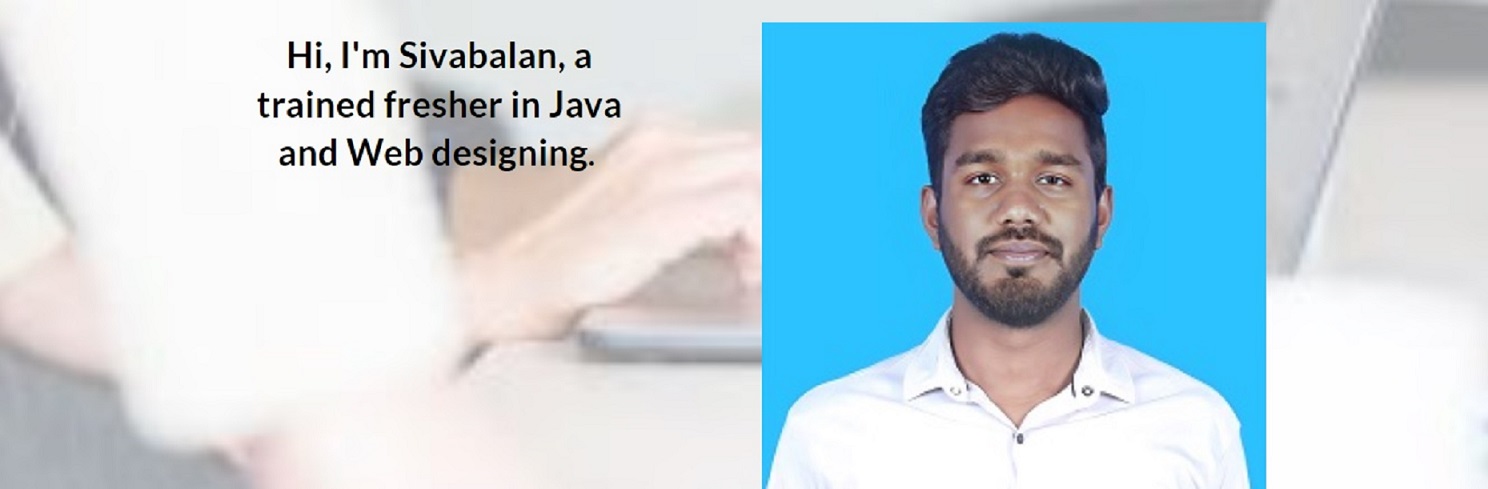 Hi, I'm Sivabalan, a
trained fresher in Java
and Web designing.